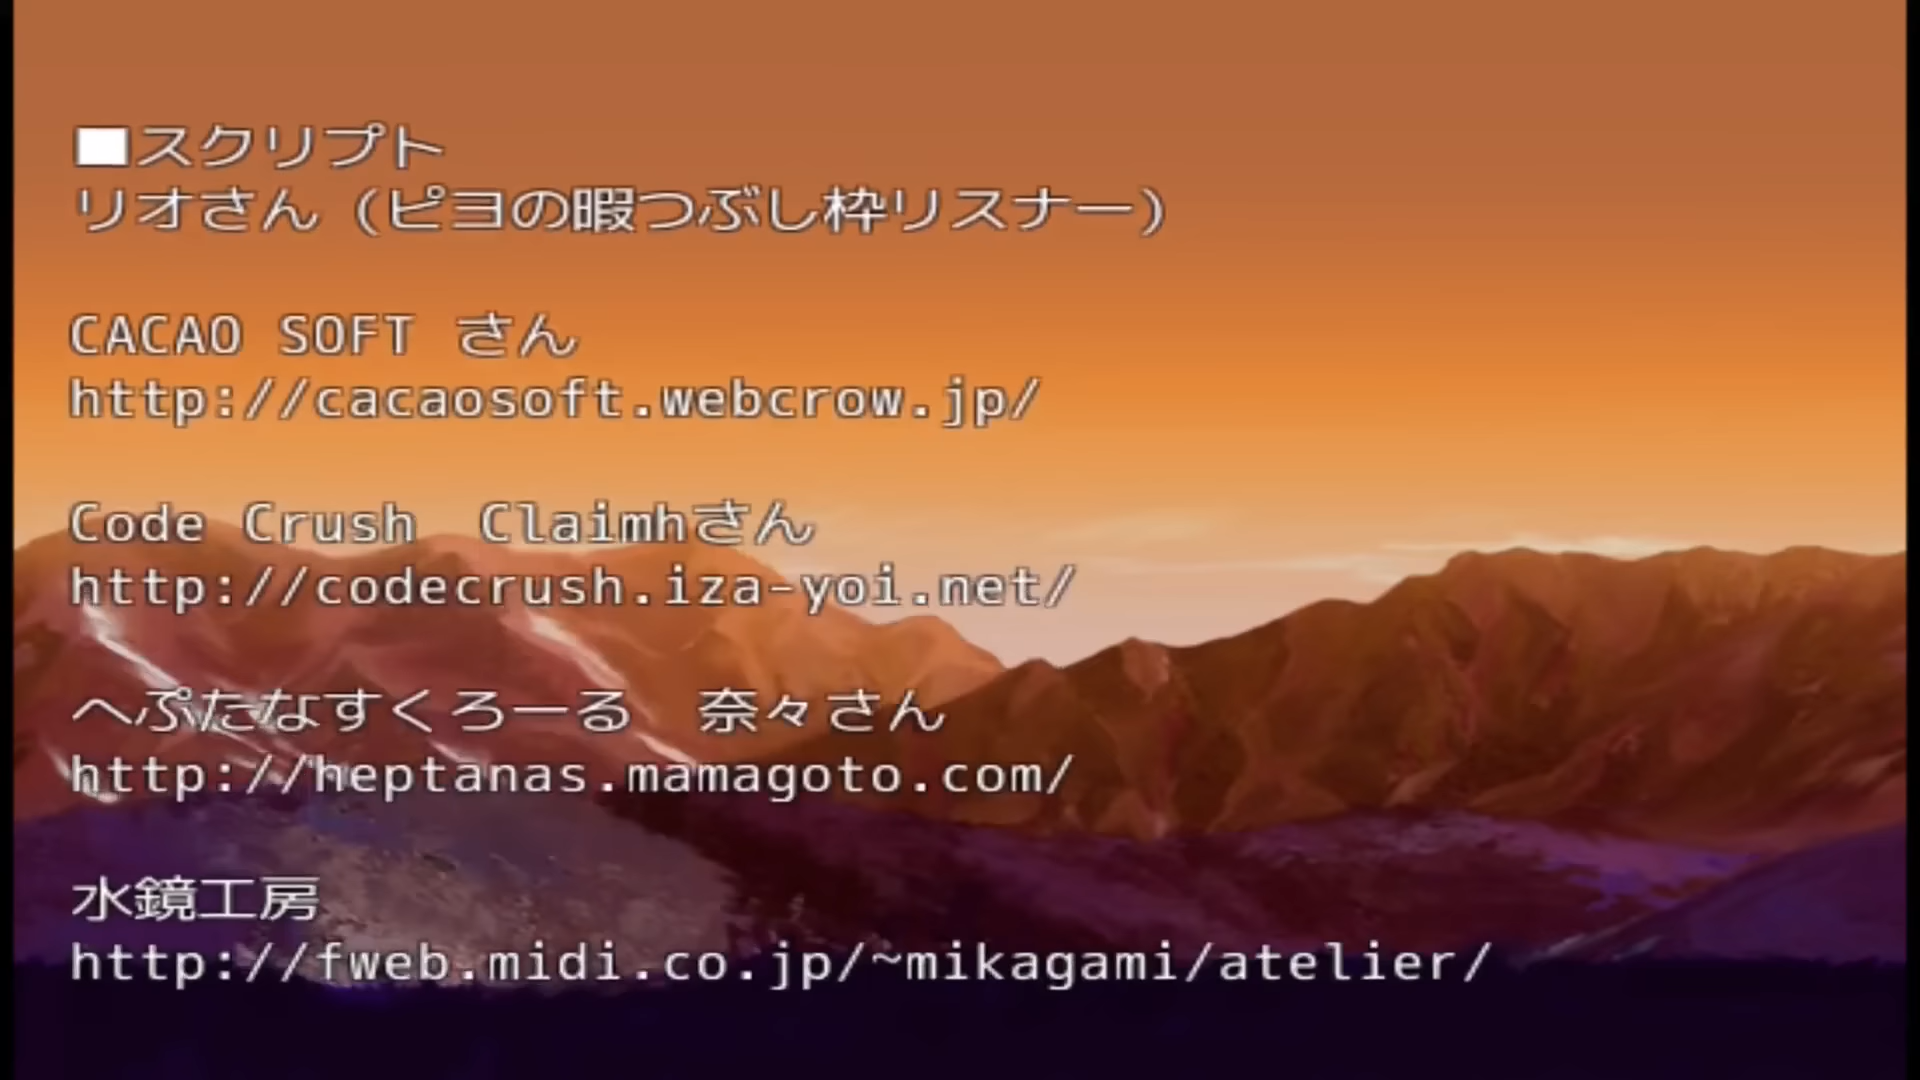 ■スクリプト
リオさん (ピヨの暇つぶし枠リスナー)
CACAO SOFT さん
http://cacaosoft.webcrow.jp/
Code Crush　Claimhさん
http://codecrush.iza-yoi.net/
へぷたなすくろーる　奈々さん
http://heptanas.mamagoto.com/
水鏡工房
http://fweb.midi.co.jp/~mikagami/atelier/